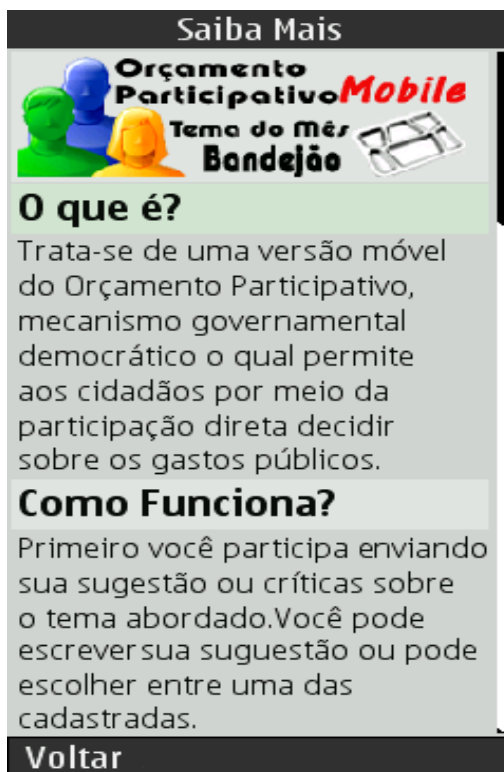 Saiba Mais
Orçamento
Participativo Mobile
Tema do Mês
Bandejão
O que é?
Trata-se de uma versão móvel
do Orçamento Participativo,
mecanismo governamental
democrático o qual permite
aos cidadãos por meio da
participação direta decidir
sobre os gastos públicos.
Como Funciona?
Primeiro você participa enviando
sua sugestão ou críticas sobre
o tema abordado.Você pode
escrever sua suguestão ou pode
escolher entre uma das
cadastradas.
Voltar